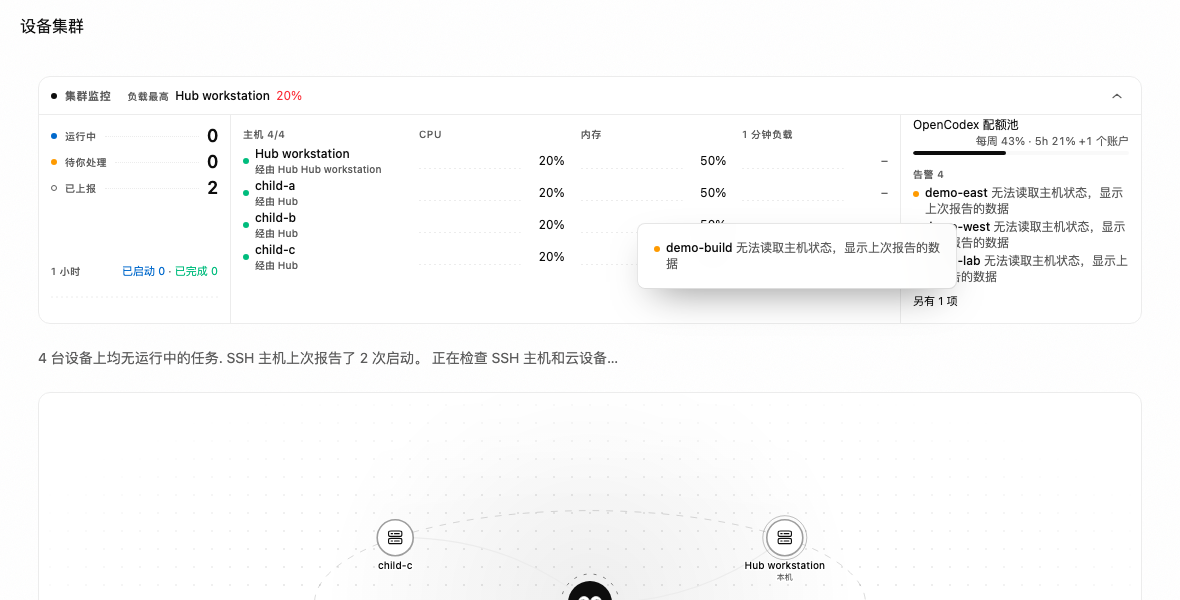 设备集群
集群监控 负载最高 Hub workstation 20%
运行中 0
待你处理 0
已上报 2
1 小时 已启动 0 · 已完成 0
主机 4/4 CPU 内存 1 分钟负载
Hub workstation 20% 50% –
经由 Hub Hub workstation
child-a 20% 50% –
经由 Hub
child-b 20%
经由 Hub
child-c 20%
经由 Hub
OpenCodex 配额池
每周 43% · 5h 21% +1 个账户
告警 4
demo-east 无法读取主机状态，显示
上次报告的数据
-west 无法读取主机状态，显示
报告的数据
-lab 无法读取主机状态，显示上
的数据
另有 1 项
demo-build 无法读取主机状态，显示上次报告的数
据
4 台设备上均无运行中的任务. SSH 主机上次报告了 2 次启动。 正在检查 SSH 主机和云设备...
child-c
Hub workstation
本机